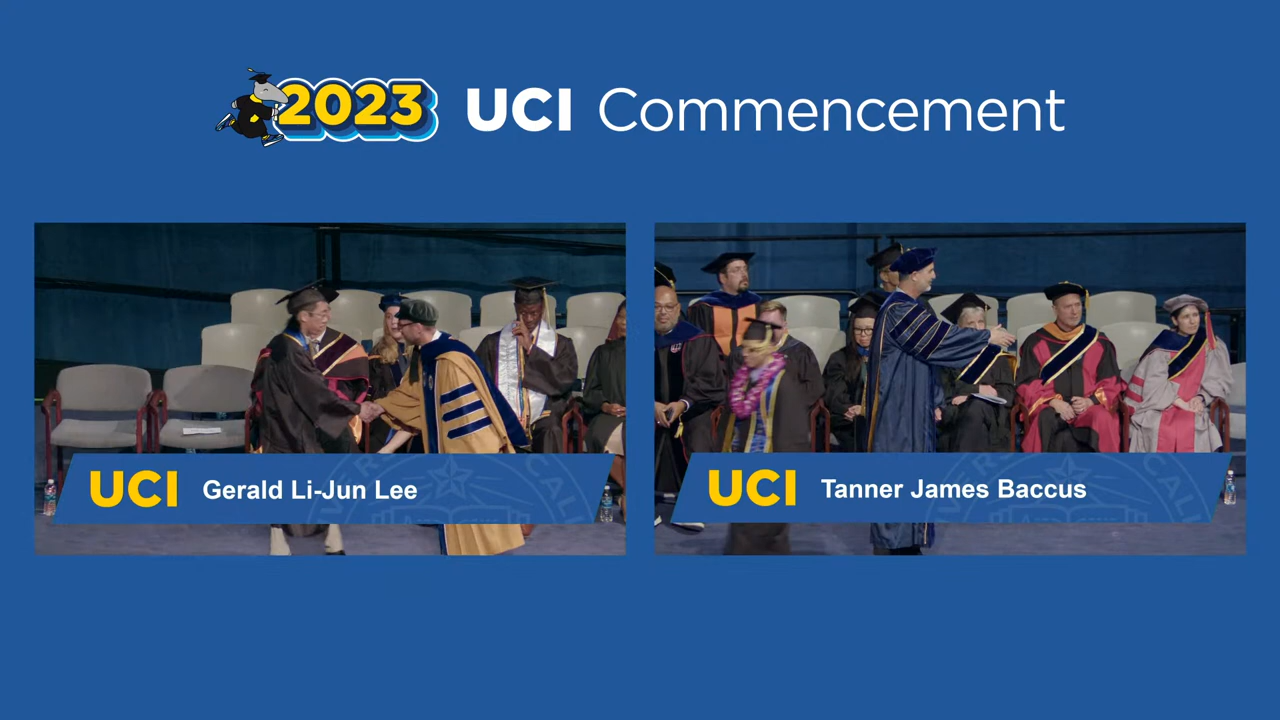 2023 UCI Commencement
UCI Gerald Li-Jun Lee
UCI Tanner James Baccus